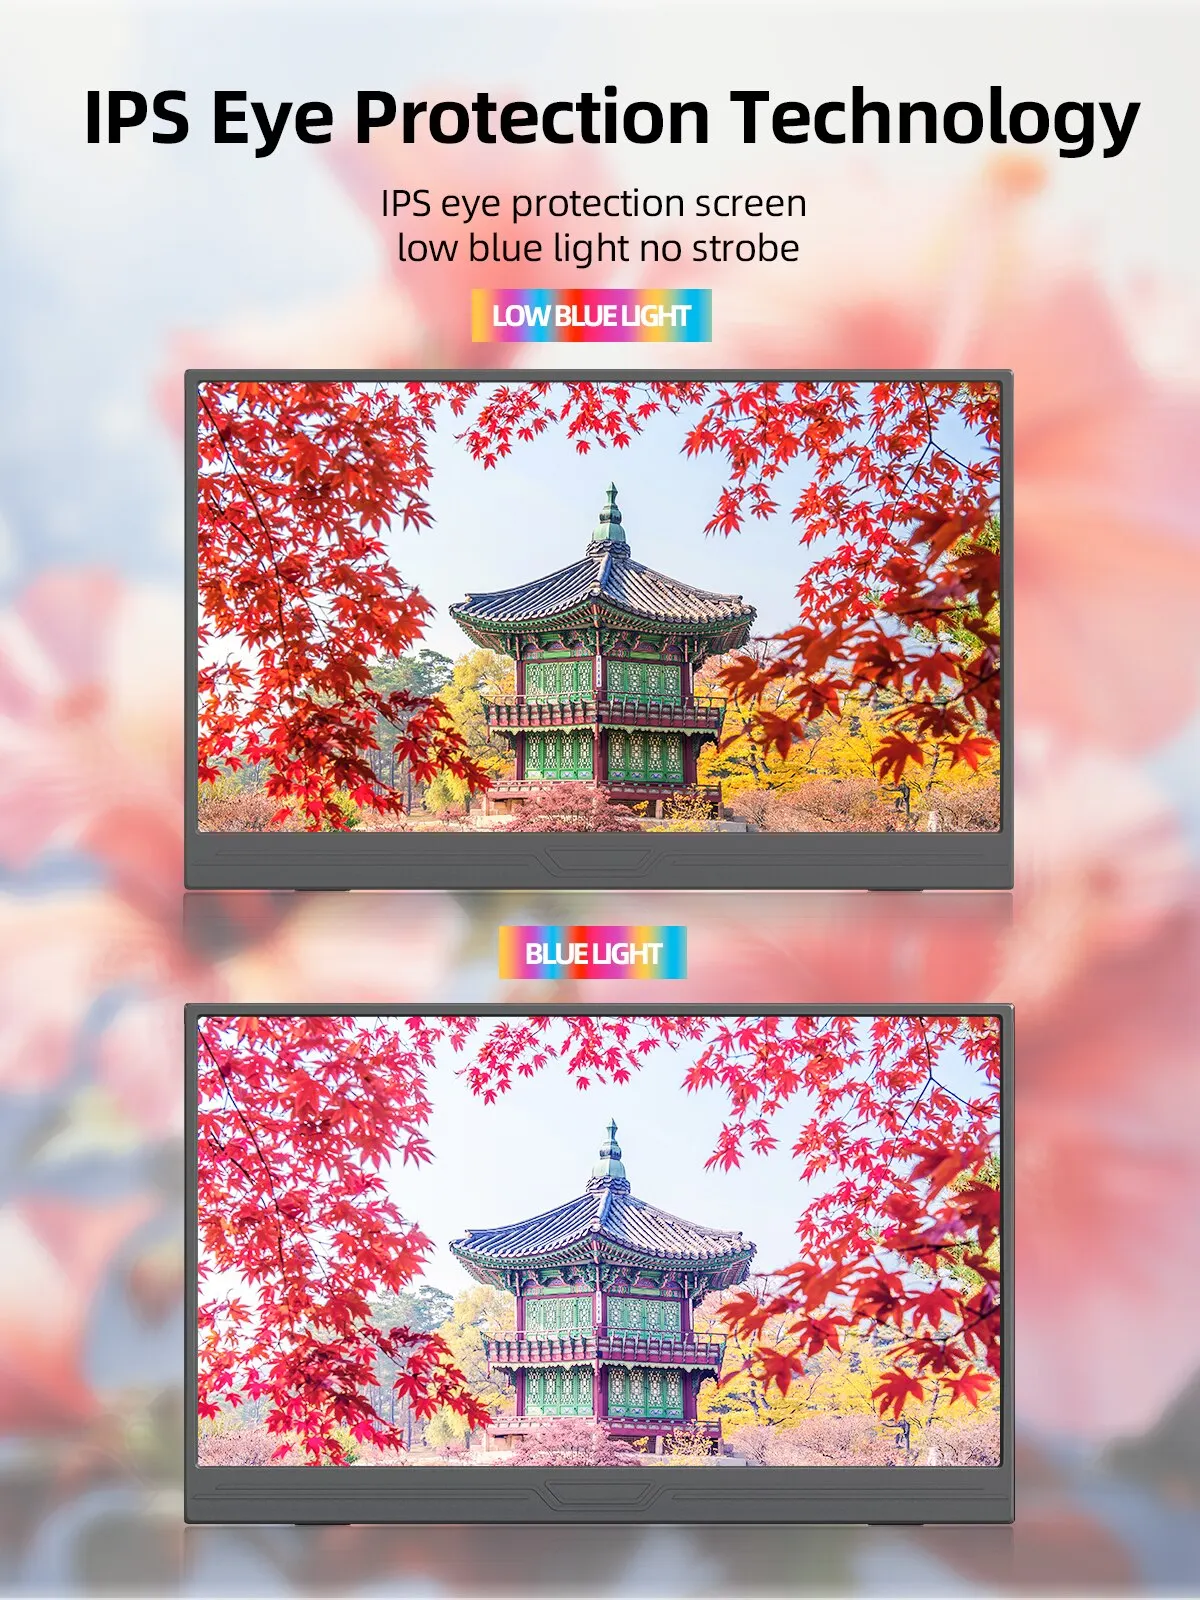 IPS Eye Protection Technology
IPS eye protection screen
low blue light no strobe
LOW BLUE LIGHT
BLUE LIGHT